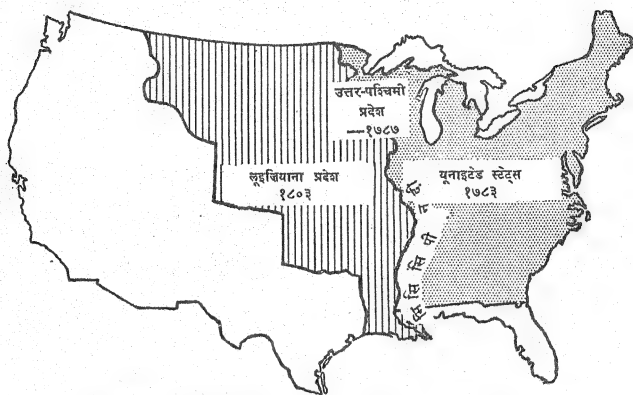 उत्तर-पश्चिमी
प्रदेश
—१७८७
लूइज़ियाना प्रदेश
१८०३
यूनाइटेड स्टेट्स
१७८३
मिसिसिपी नदी